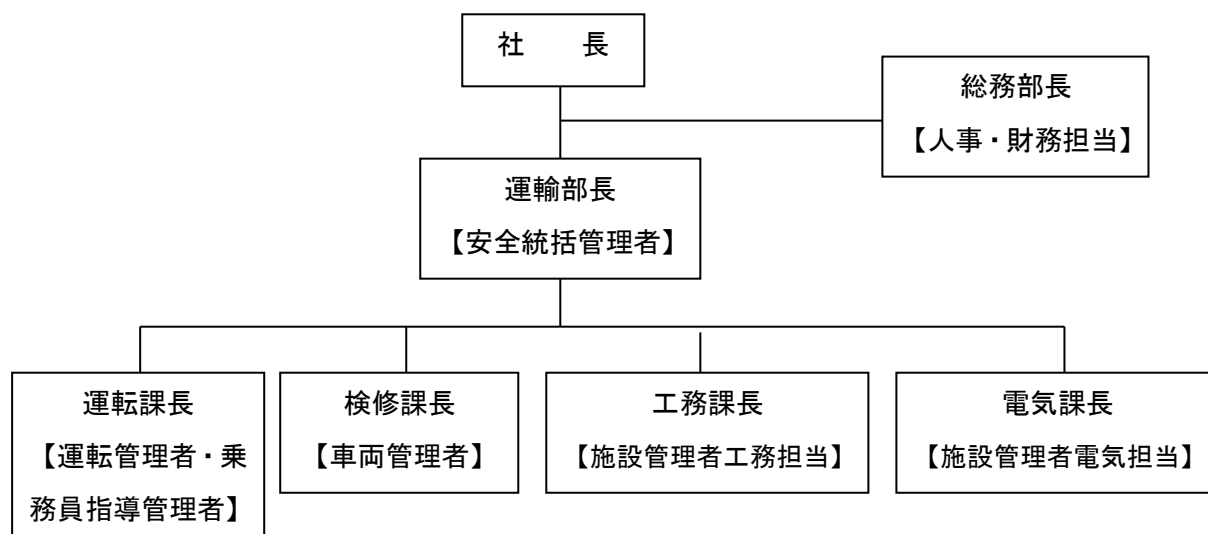 社　　長
総務部長
【人事・財務担当】
運輸部長
【安全統括管理者】
運転課長
【運転管理者・乗
務員指導管理者】
検修課長
【車両管理者】
工務課長
【施設管理者工務担当】
電気課長
【施設管理者電気担当】